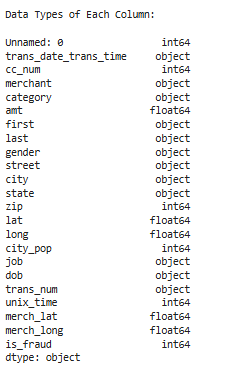 Data Types of Each Column:
Unnamed: 0 int64
trans_date_trans_time object
cc_num int64
merchant object
category object
amt float64
first object
last object
gender object
street object
city object
state object
zip int64
lat float64
long float64
city_pop int64
job object
dob object
trans_num object
unix_time int64
merch_lat float64
merch_long float64
is_fraud int64
dtype: object